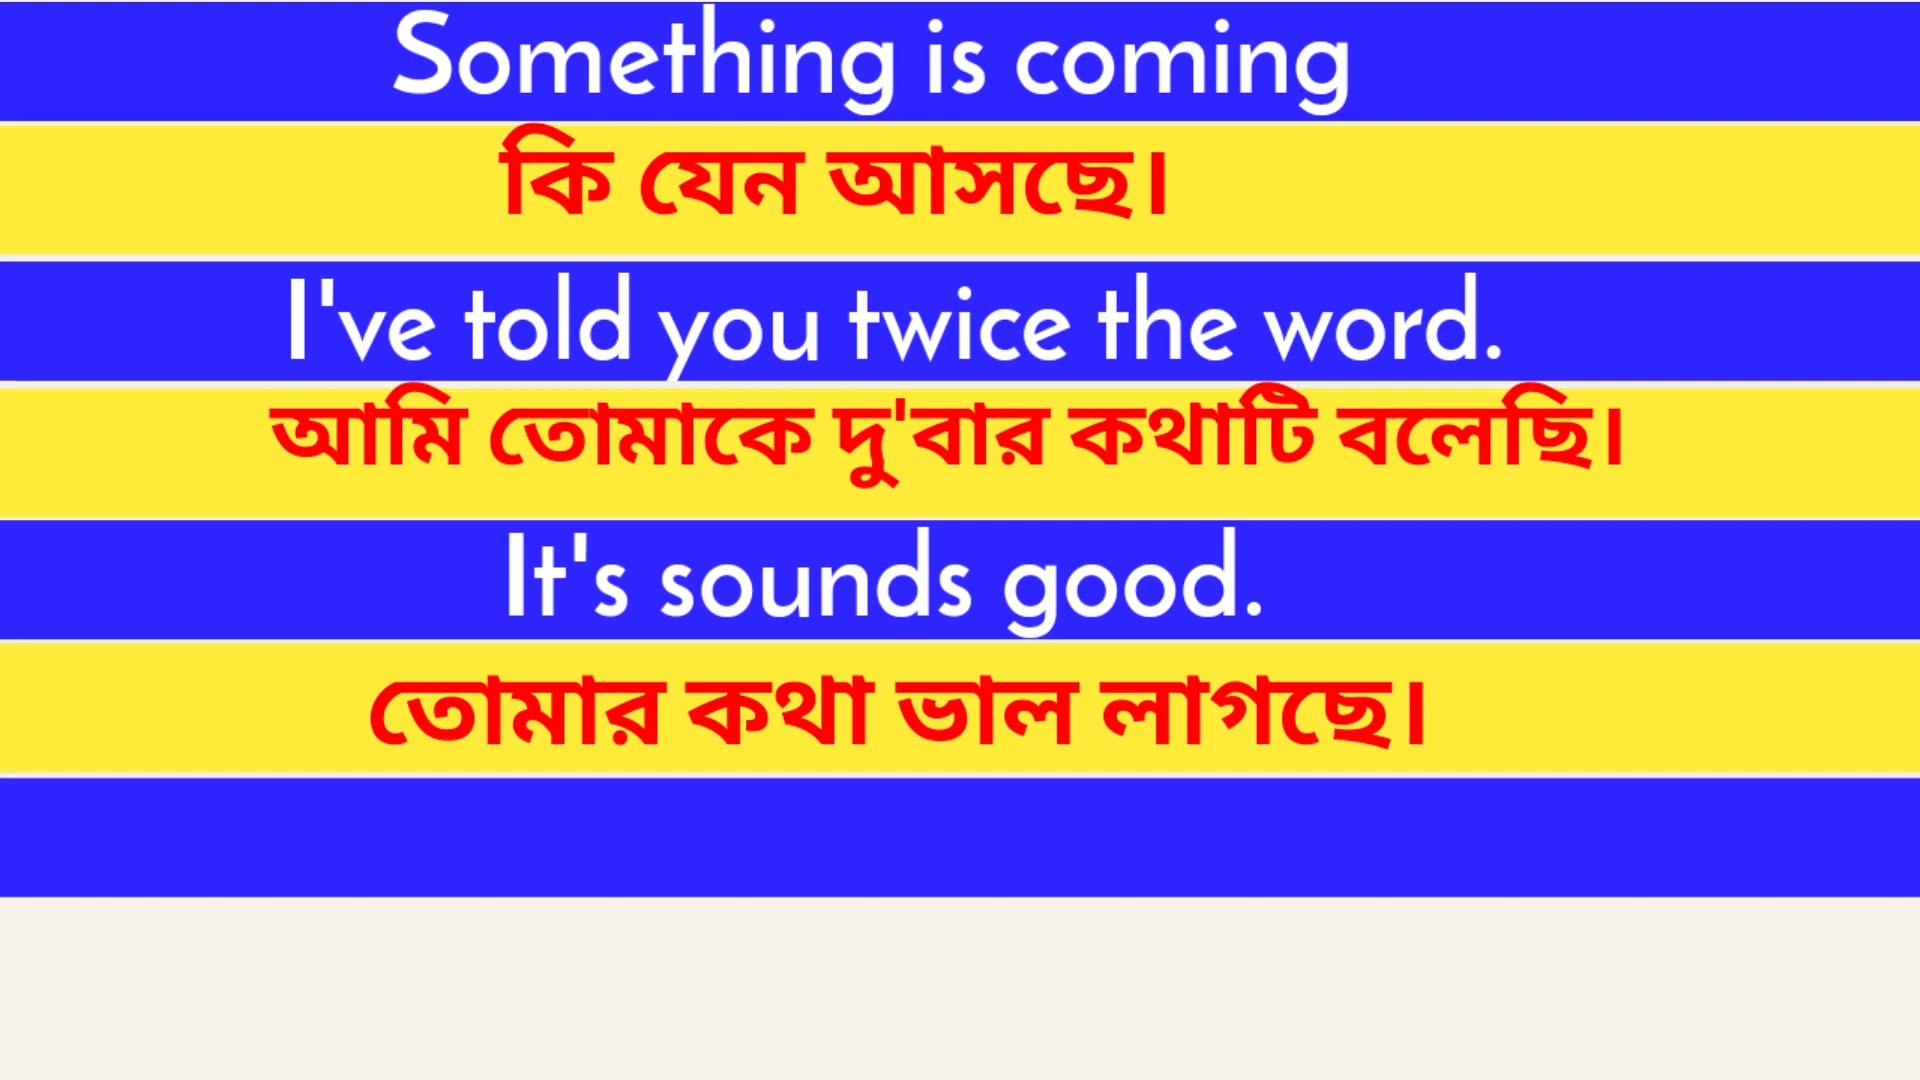 Something is coming
কি যেন আসছে।
I've told you twice the word.
আমি তোমাকে দু'বার কথাটি বলেছি।
It's sounds good.
তোমার কথা ভাল লাগছে।